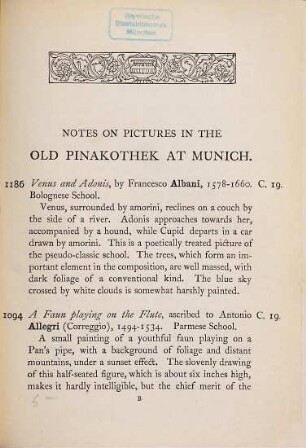 Bayerische
Staatsbibliothek
München
NOTES ON PICTURES IN THE
OLD PINAKOTHEK AT MUNICH.
1186 Venus and Adonis, by Francesco Albani, 1578-1660. C. 19.
Bolognese School.
Venus, surrounded by amorini, reclines on a couch by
the side of a river. Adonis approaches towards her,
accompanied by a hound, while Cupid departs in a car
drawn by amorini. This is a poetically treated picture of
the pseudo-classic school. The trees, which form an im-
portant element in the composition, are well massed, with
dark foliage of a conventional kind. The blue sky
crossed by white clouds is somewhat harshly painted.
1094 A Faun playing on the Flute, ascribed to Antonio C. 19.
Allegri (Correggio), 1494-1534. Parmese School.
A small painting of a youthful faun playing on a
Pan's pipe, with a background of foliage and distant
mountains, under a sunset effect. The slovenly drawing
of this half-seated figure, which is about six inches high,
makes it hardly intelligible, but the chief merit of the
B